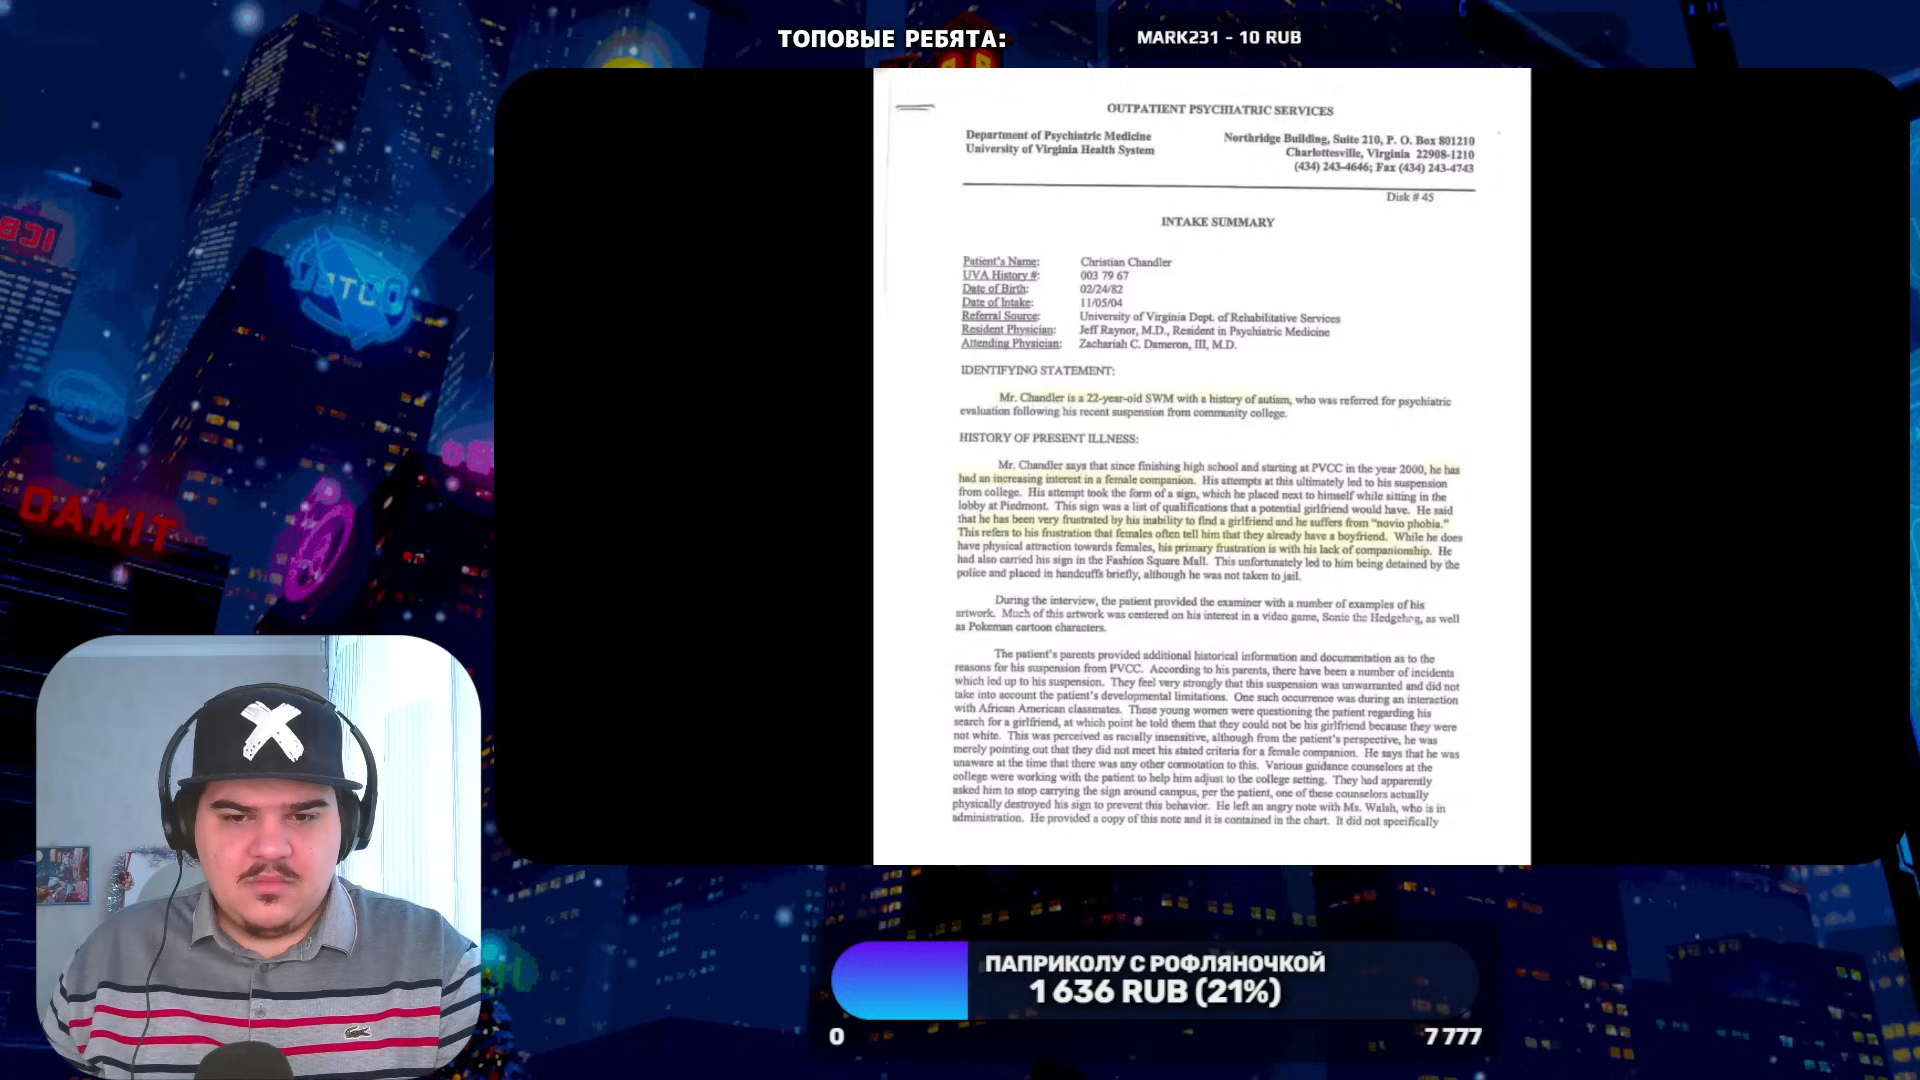 ТОПОВЫЕ РЕБЯТА:
MARK231 - 10 RUB
OUTPATIENT PSYCHIATRIC SERVICES
Department of Psychiatric Medicine
University of Virginia Health System
Northridge Building, Suite 210, P. O. Box 801210
Charlottesville, Virginia 22908-1210
(434) 243-4646; Fax (434) 243-4743
Disk # 45
INTAKE SUMMARY
Patient's Name: Christian Chandler
UVA History #: 003 79 67
Date of Birth: 02/24/82
Date of Intake: 11/05/04
Referral Source: University of Virginia Dept. of Rehabilitative Services
Resident Physician: Jeff Raynor, M.D., Resident in Psychiatric Medicine
Attending Physician: Zachariah C. Dameron, III, M.D.
IDENTIFYING STATEMENT:
Mr. Chandler is a 22-year-old SWM with a history of autism, who was referred for psychiatric
evaluation following his recent suspension from community college.
HISTORY OF PRESENT ILLNESS:
Mr. Chandler says that since finishing high school and starting at PVCC in the year 2000, he has
had an increasing interest in a female companion. His attempts at this ultimately led to his suspension
from college. His attempt took the form of a sign, which he placed next to himself while sitting in the
lobby at Piedmont. This sign was a list of qualifications that a potential girlfriend would have. He said
that he has been very frustrated by his inability to find a girlfriend and he suffers from "novio phobia."
This refers to his frustration that females often tell him that they already have a boyfriend. While he does
have physical attraction towards females, his primary frustration is with his lack of companionship. He
had also carried his sign in the Fashion Square Mall. This unfortunately led to him being detained by the
police and placed in handcuffs briefly, although he was not taken to jail.
During the interview, the patient provided the examiner with a number of examples of his
artwork. Much of this artwork was centered on his interest in a video game, Sonic the Hedgehog, as well
as Pokeman cartoon characters.
The patient's parents provided additional historical information and documentation as to the
reasons for his suspension from PVCC. According to his parents, there have been a number of incidents
which led up to his suspension. They feel very strongly that this suspension was unwarranted and did not
take into account the patient's developmental limitations. One such occurrence was during an interaction
with African American classmates. These young women were questioning the patient regarding his
search for a girlfriend, at which point he told them that they could not be his girlfriend because they were
not white. This was perceived as racially insensitive, although from the patient's perspective, he was
merely pointing out that they did not meet his stated criteria for a female companion. He says that he was
unaware at the time that there was any other connotation to this. Various guidance counselors at the
college were working with the patient to help him adjust to the college setting. They had apparently
asked him to stop carrying the sign around campus, per the patient, one of these counselors actually
physically destroyed his sign to prevent this behavior. He left an angry note with Ms. Walsh, who is in
administration. He provided a copy of this note and it is contained in the chart. It did not specifically
OAMIT
ПАПРИКОЛУ С РОФЛЯНОЧКОЙ
1 636 RUB (21%)
0
7 777